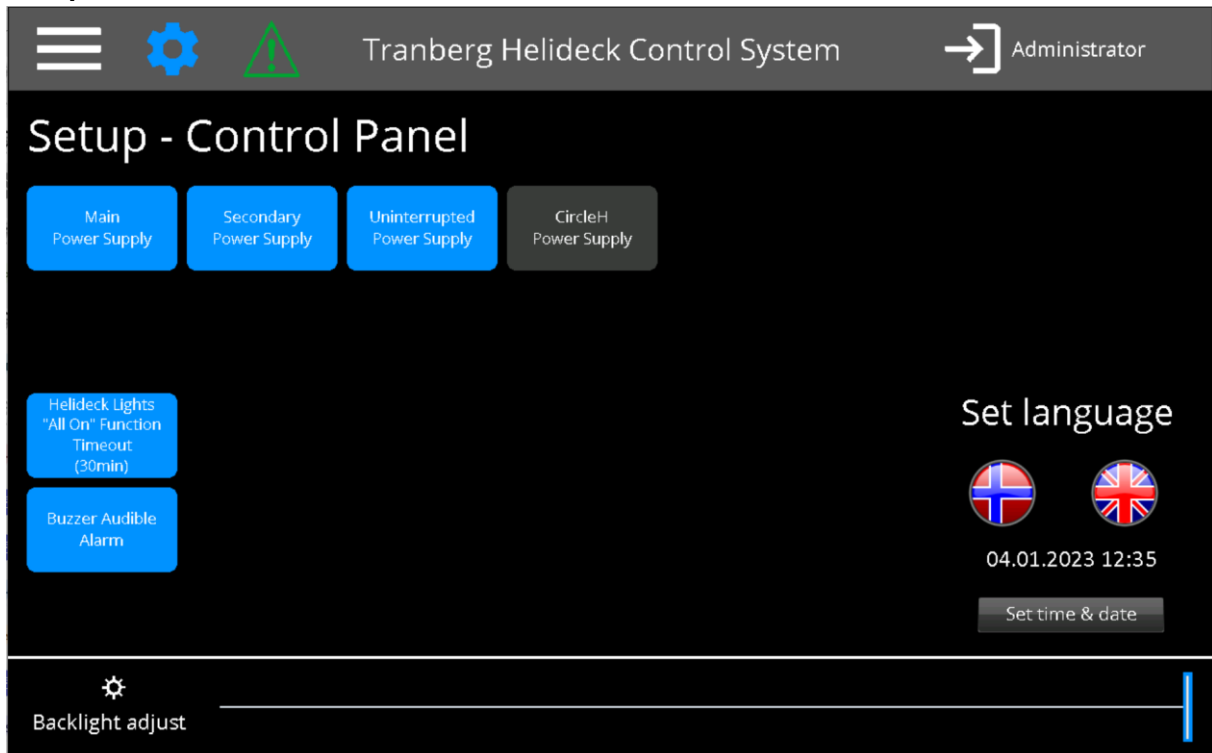 Tranberg Helideck Control System
Administrator
Setup - Control Panel
Main
Power Supply
Secondary
Power Supply
Uninterrupted
Power Supply
CircleH
Power Supply
Helideck Lights
"All On" Function
Timeout
(30min)
Buzzer Audible
Alarm
Set language
04.01.2023 12:35
Set time & date
Backlight adjust